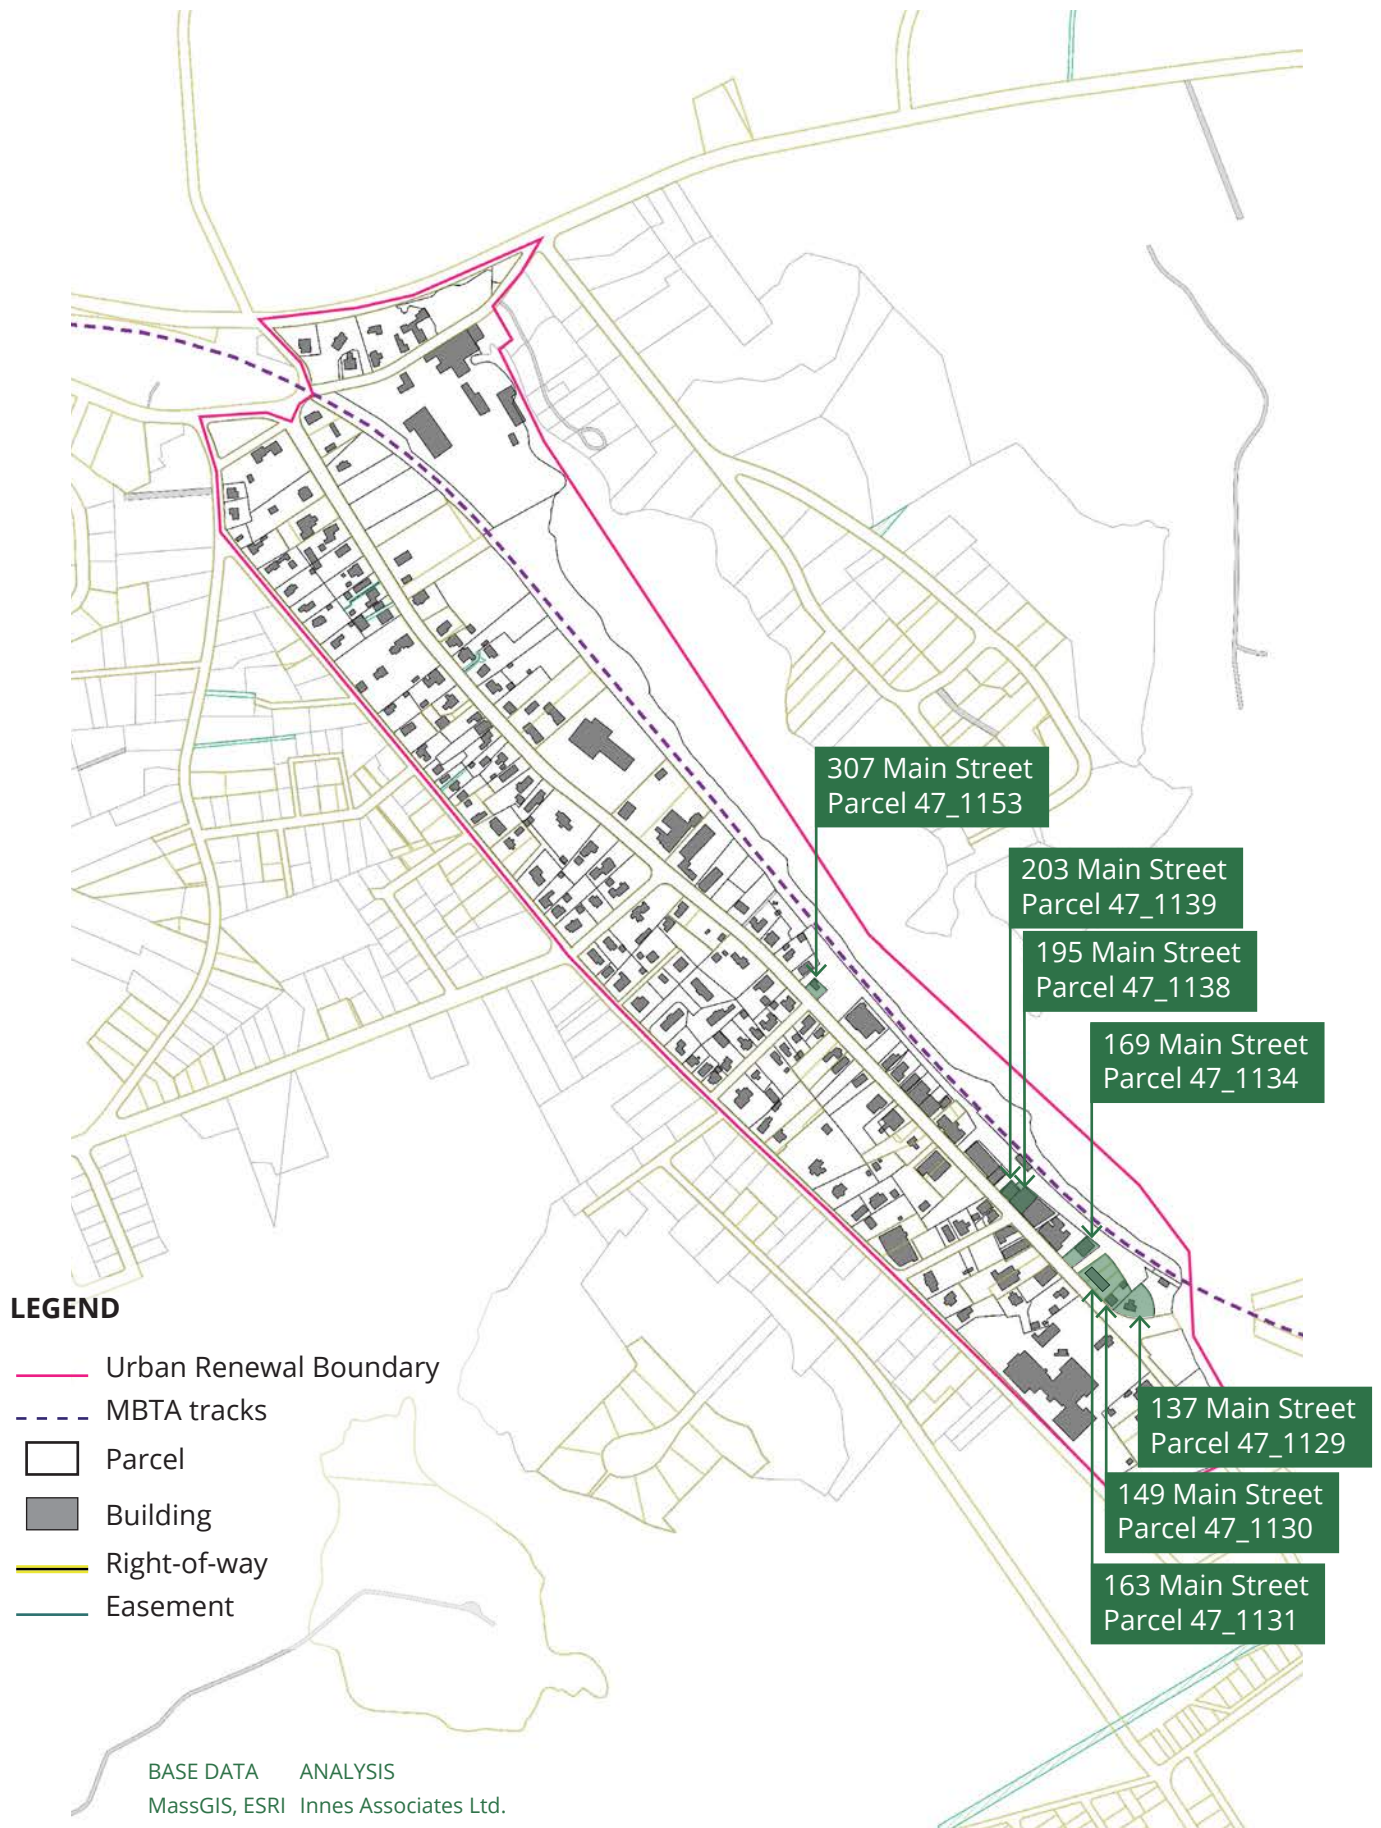 307 Main Street
Parcel 47_1153
203 Main Street
Parcel 47_1139
195 Main Street
Parcel 47_1138
169 Main Street
Parcel 47_1134
137 Main Street
Parcel 47_1129
149 Main Street
Parcel 47_1130
163 Main Street
Parcel 47_1131
LEGEND
Urban Renewal Boundary
MBTA tracks
Parcel
Building
Right-of-way
Easement
BASE DATA ANALYSIS
MassGIS, ESRI Innes Associates Ltd.